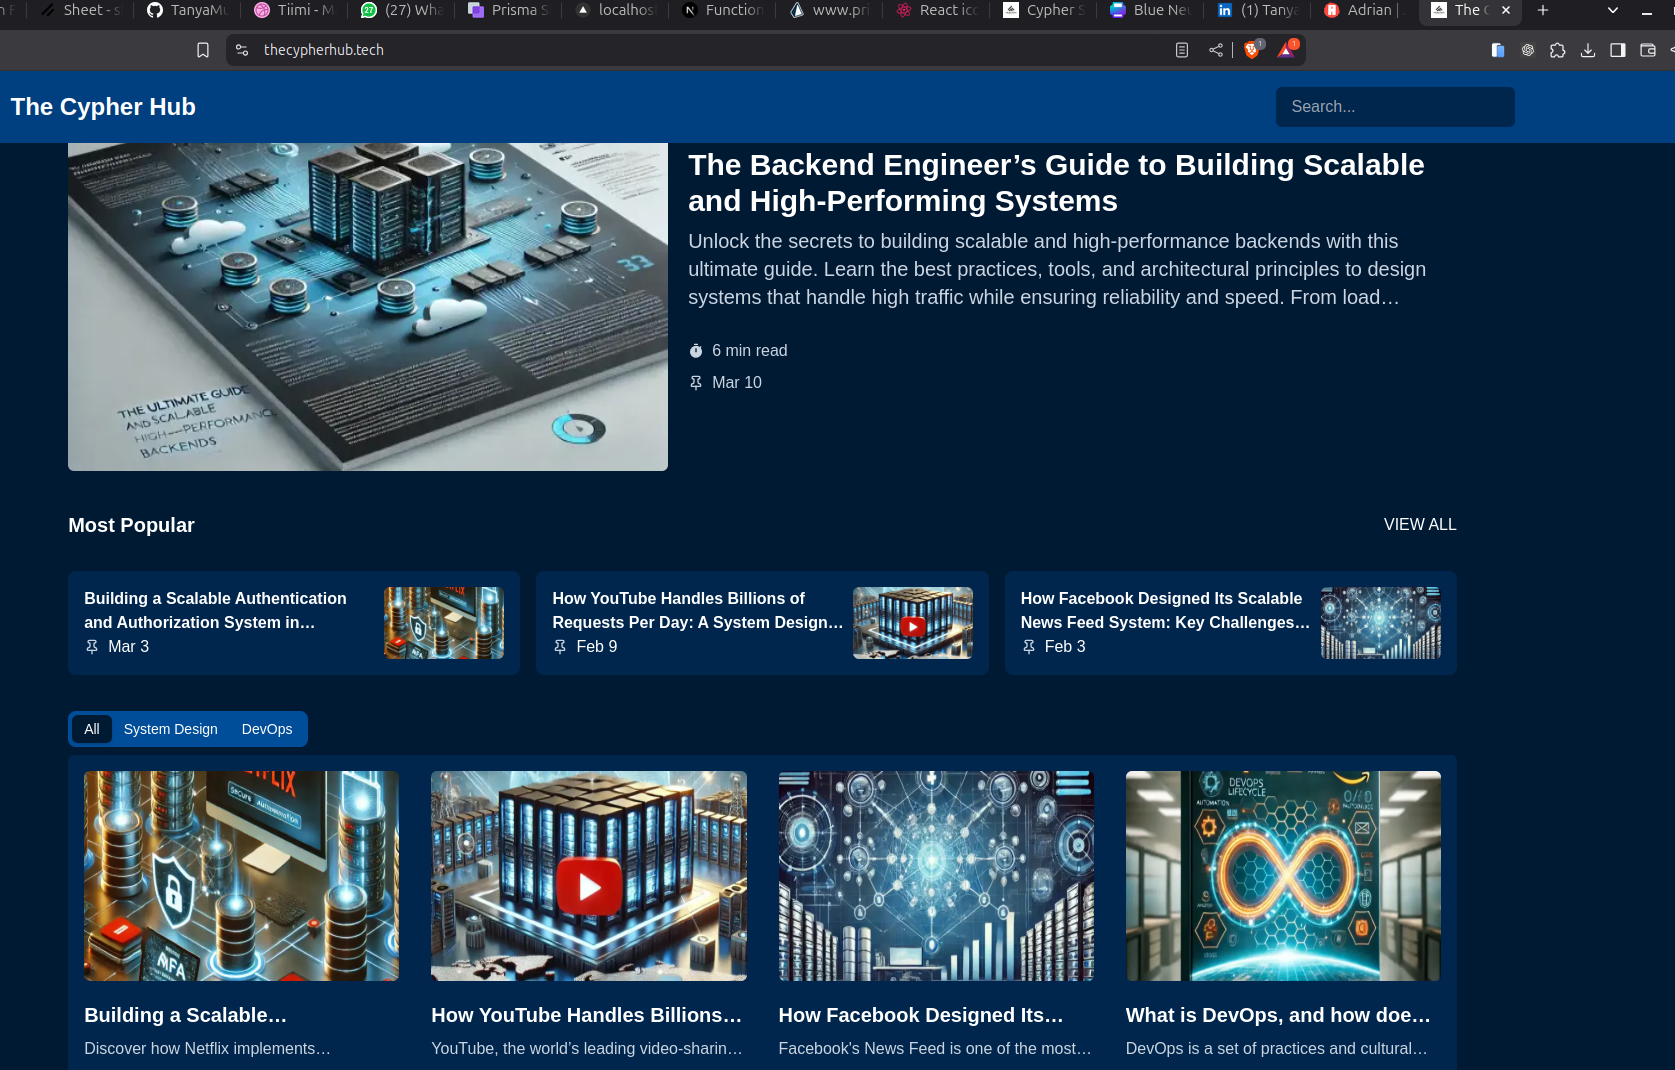 Sheet - s
TanyaMu
Tiimi - M
(27) Wha
Prisma S
localhos
Function
www.pri
React ico
Cypher S
Blue Neu
(1) Tanya
Adrian |
The C
thecypherhub.tech
The Cypher Hub
Search...
The Backend Engineer’s Guide to Building Scalable
and High-Performing Systems
Unlock the secrets to building scalable and high-performance backends with this
ultimate guide. Learn the best practices, tools, and architectural principles to design
systems that handle high traffic while ensuring reliability and speed. From load…
6 min read
Mar 10
33
THE ULTIMATE GUIDE
AND SCALABLE
HIGH—PERFORMANCE
BACKENDS
Most Popular
VIEW ALL
Building a Scalable Authentication
and Authorization System in…
Mar 3
How YouTube Handles Billions of
Requests Per Day: A System Design…
Feb 9
How Facebook Designed Its Scalable
News Feed System: Key Challenges…
Feb 3
All
System Design
DevOps
MFA
DEVOPS
LIFECYCLE
Building a Scalable…
Discover how Netflix implements…
How YouTube Handles Billions…
YouTube, the world’s leading video-sharin…
How Facebook Designed Its…
Facebook's News Feed is one of the most…
What is DevOps, and how doe…
DevOps is a set of practices and cultural…